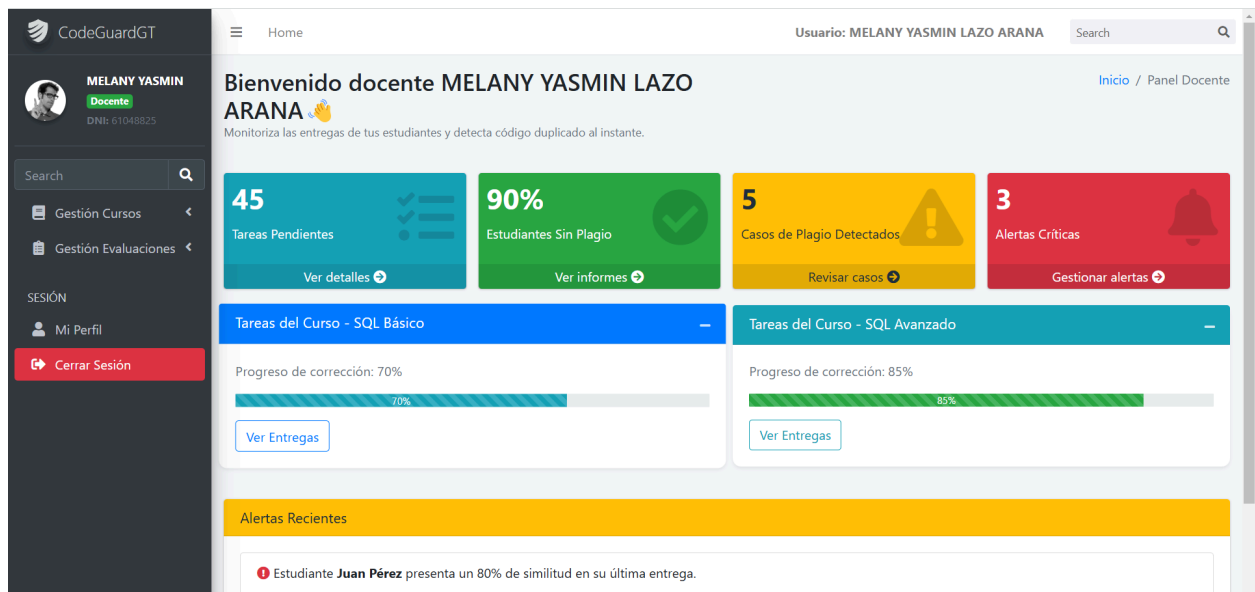 CodeGuardGT
Home
Usuario: MELANY YASMIN LAZO ARANA
Search
MELANY YASMIN
Docente
DNI: 61048825
Search
Gestión Cursos
Gestión Evaluaciones
SESIÓN
Mi Perfil
Cerrar Sesión
Bienvenido docente MELANY YASMIN LAZO
ARANA 👋
Monitoriza las entregas de tus estudiantes y detecta código duplicado al instante.
Inicio / Panel Docente
45
Tareas Pendientes
Ver detalles
90%
Estudiantes Sin Plagio
Ver informes
5
Casos de Plagio Detectados
Revisar casos
3
Alertas Críticas
Gestionar alertas
Tareas del Curso - SQL Básico
Progreso de corrección: 70%
70%
Ver Entregas
Tareas del Curso - SQL Avanzado
Progreso de corrección: 85%
85%
Ver Entregas
Alertas Recientes
Estudiante Juan Pérez presenta un 80% de similitud en su última entrega.